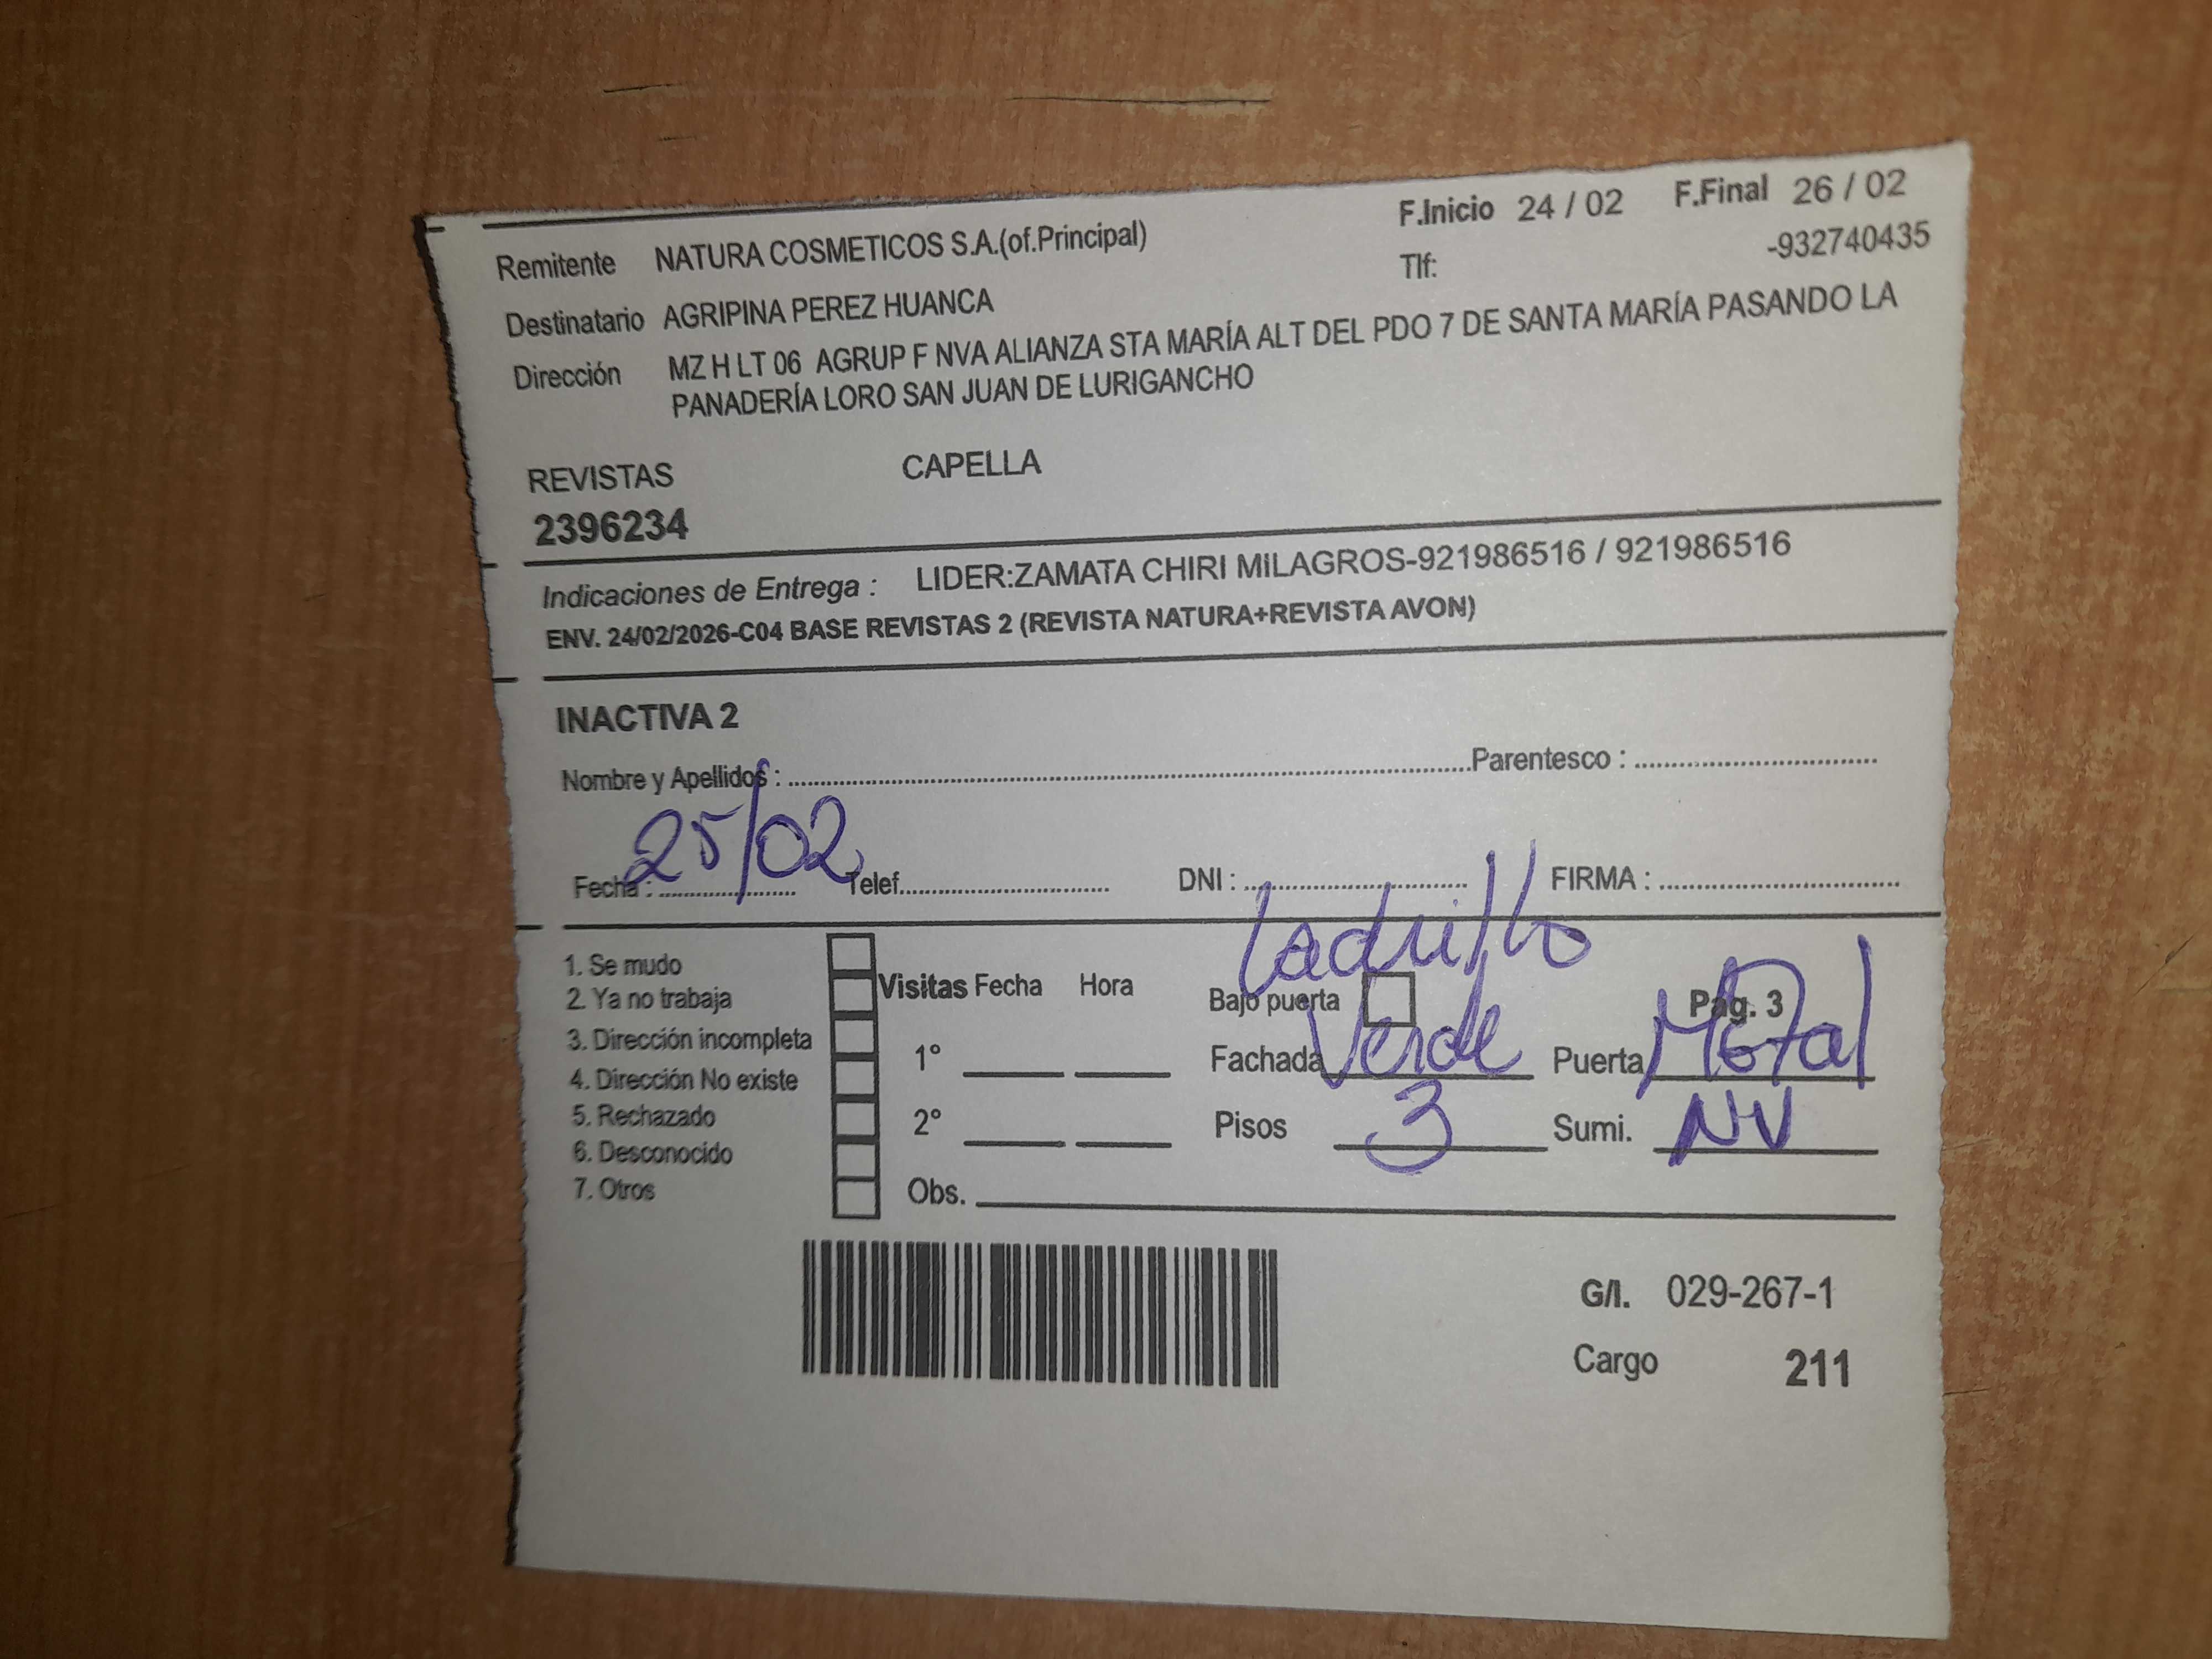 F.Inicio 24 / 02 F.Final 26 / 02
Remitente NATURA COSMETICOS S.A.(of.Principal) Tlf: -932740435
Destinatario AGRIPINA PEREZ HUANCA
Dirección MZ H LT 06 AGRUP F NVA ALIANZA STA MARÍA ALT DEL PDO 7 DE SANTA MARÍA PASANDO LA
PANADERÍA LORO SAN JUAN DE LURIGANCHO
REVISTAS CAPELLA
2396234
Indicaciones de Entrega : LIDER:ZAMATA CHIRI MILAGROS-921986516 / 921986516
ENV. 24/02/2026-C04 BASE REVISTAS 2 (REVISTA NATURA+REVISTA AVON)
INACTIVA 2
Nombre y Apellidos : Parentesco :
Fecha : 25/02 Telef. DNI : FIRMA :
ladrillo
1. Se mudo
2. Ya no trabaja Visitas Fecha Hora Bajo puerta Pag. 3
3. Dirección incompleta 1° Fachada Verde Puerta Metal
4. Dirección No existe
5. Rechazado 2° Pisos 3 Sumi. NV
6. Desconocido
7. Otros Obs.
G/I. 029-267-1
Cargo 211